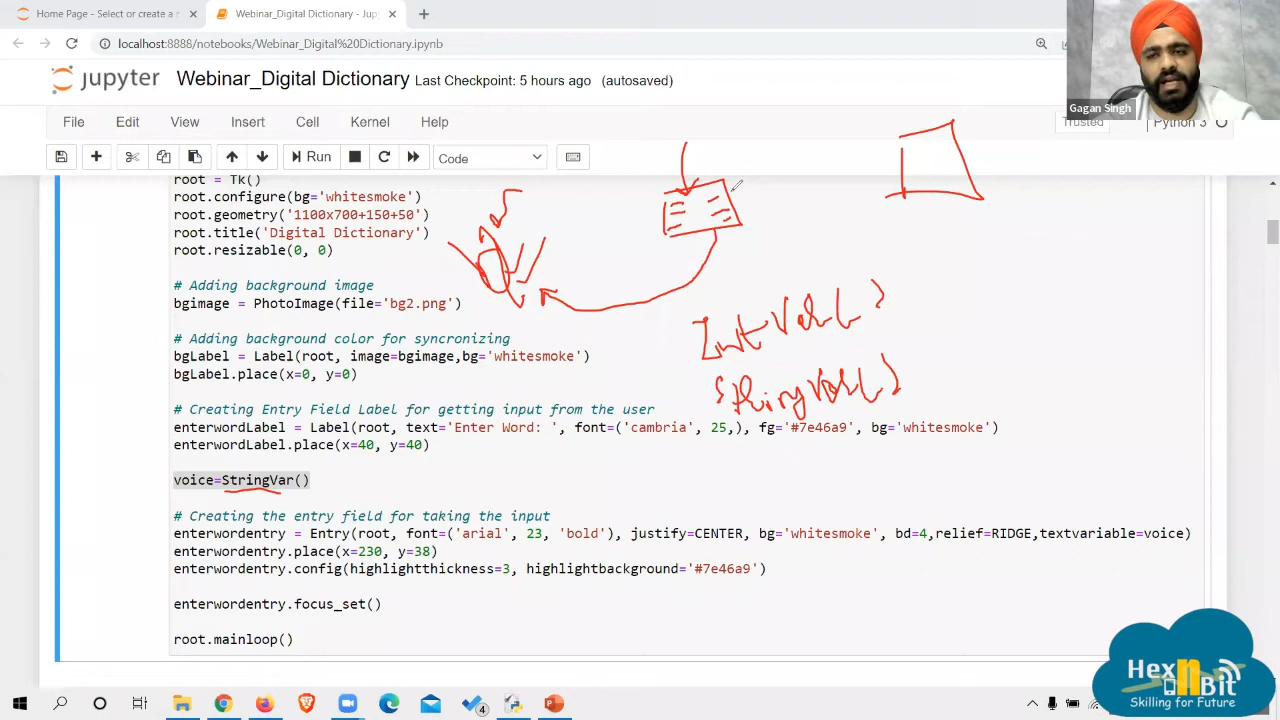 Home Page - Select or create a n
Webinar_Digital Dictionary - Jup
localhost:8888/notebooks/Webinar_Digital%20Dictionary.ipynb
jupyter Webinar_Digital Dictionary Last Checkpoint: 5 hours ago (autosaved)
Gagan Singh
File Edit View Insert Cell Kernel Help
Trusted
Python 3
Run
Code
root = Tk()
root.configure(bg='whitesmoke')
root.geometry('1100x700+150+50')
root.title('Digital Dictionary')
root.resizable(0, 0)
# Adding background image
bgimage = PhotoImage(file='bg2.png')
IntVar()
# Adding background color for syncronizing
bgLabel = Label(root, image=bgimage,bg='whitesmoke')
bgLabel.place(x=0, y=0)
StringVar()
# Creating Entry Field Label for getting input from the user
enterwordLabel = Label(root, text='Enter Word: ', font=('cambria', 25,), fg='#7e46a9', bg='whitesmoke')
enterwordLabel.place(x=40, y=40)
voice=StringVar()
# Creating the entry field for taking the input
enterwordentry = Entry(root, font=('arial', 23, 'bold'), justify=CENTER, bg='whitesmoke', bd=4,relief=RIDGE,textvariable=voice)
enterwordentry.place(x=230, y=38)
enterwordentry.config(highlightthickness=3, highlightbackground='#7e46a9')
enterwordentry.focus_set()
root.mainloop()
HexnBit
Skilling for Future
4